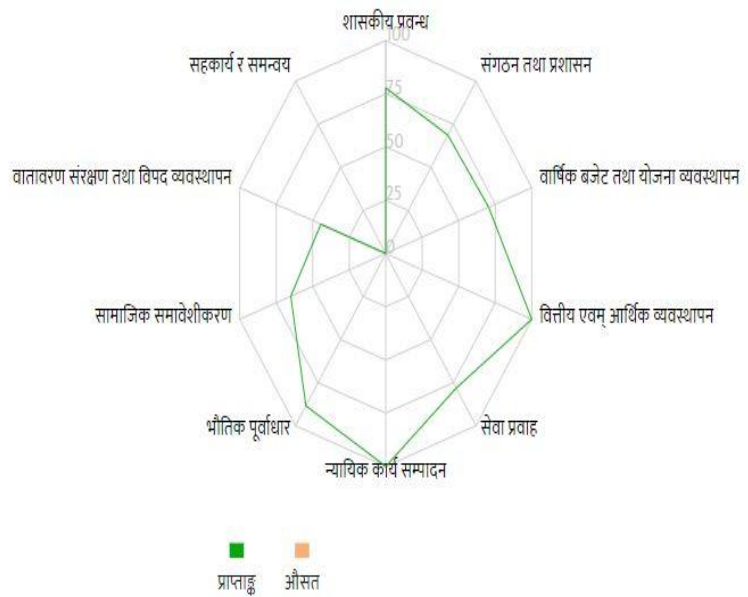 शासकीय प्रवन्ध
100
सहकार्य र समन्वय
संगठन तथा प्रशासन
75
50
वातावरण संरक्षण तथा विपद व्यवस्थापन
वार्षिक बजेट तथा योजना व्यवस्थापन
25
0
सामाजिक समावेशीकरण
वित्तीय एवम् आर्थिक व्यवस्थापन
भौतिक पूर्वाधार
सेवा प्रवाह
न्यायिक कार्य सम्पादन
प्राप्ताङ्क
औसत